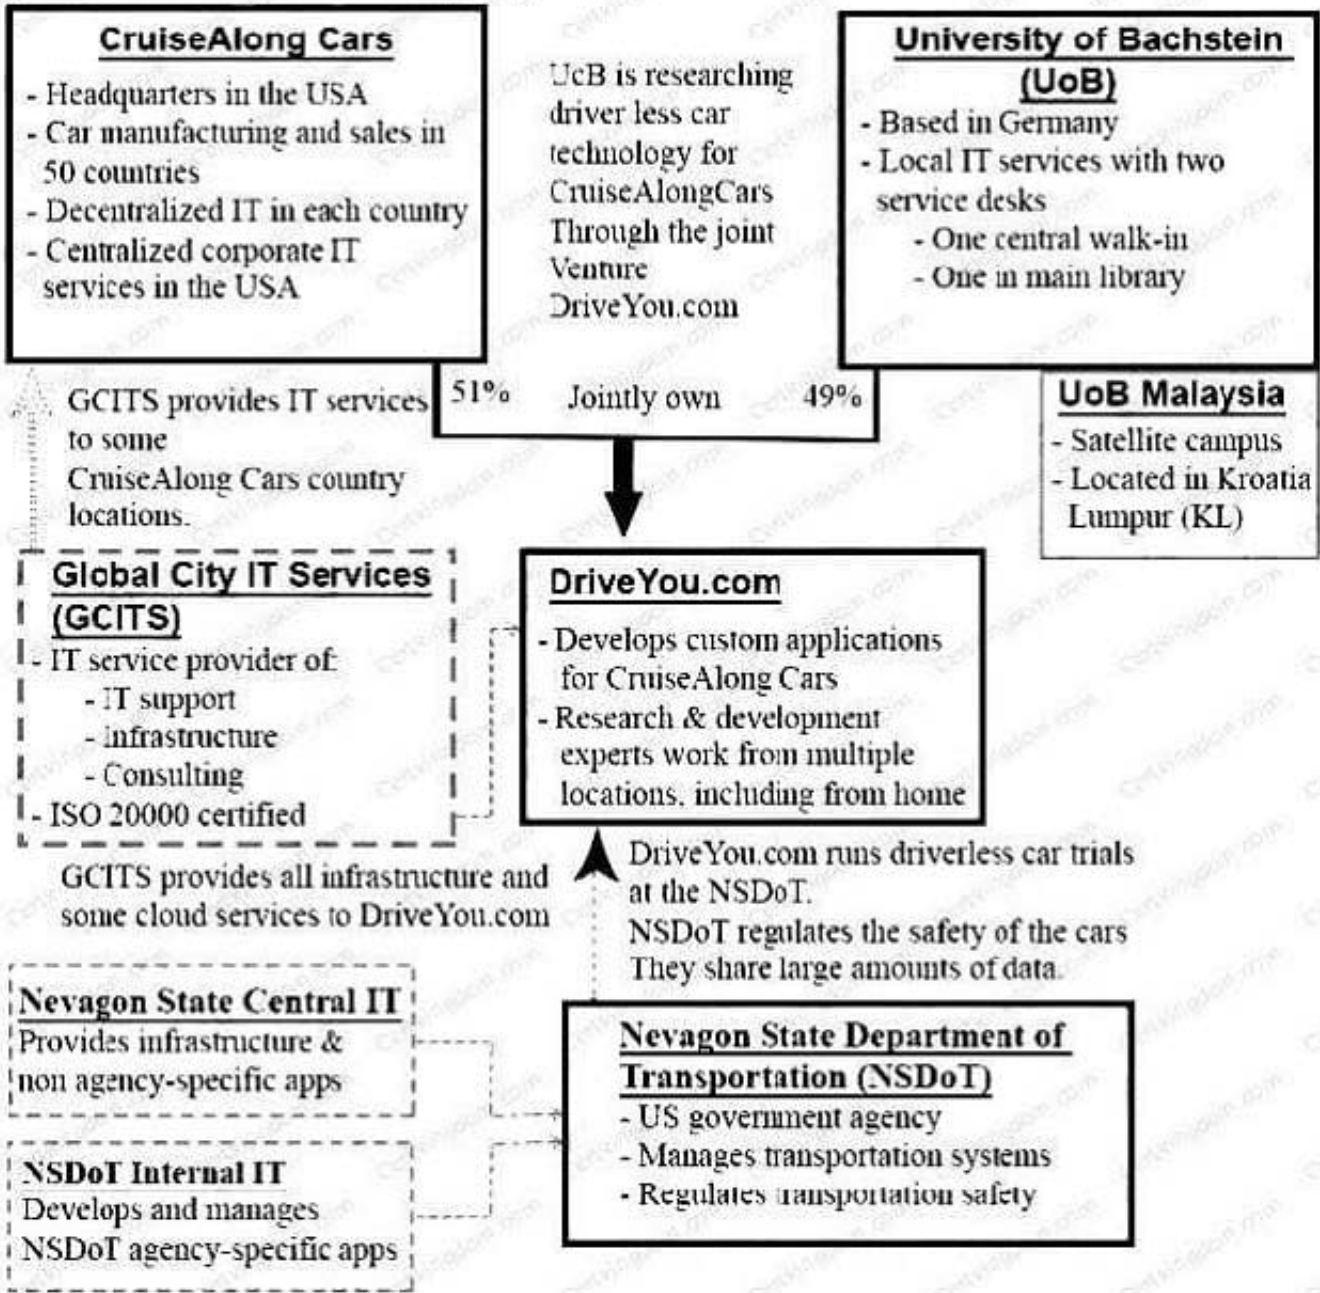 CruiseAlong Cars
- Headquarters in the USA
- Car manufacturing and sales in
50 countries
- Decentralized IT in each country
- Centralized corporate IT
services in the USA
UcB is researching
driver less car
technology for
CruiseAlongCars
Through the joint
Venture
DriveYou.com
University of Bachstein
(UoB)
- Based in Germany
- Local IT services with two
service desks
- One central walk-in
- One in main library
51% Jointly own 49%
UoB Malaysia
- Satellite campus
- Located in Kroatia
Lumpur (KL)
GCITS provides IT services
to some
CruiseAlong Cars country
locations.
Global City IT Services
(GCITS)
- IT service provider of:
- IT support
- infrastructure
- Consulting
- ISO 20000 certified
DriveYou.com
- Develops custom applications
for CruiseAlong Cars
- Research & development
experts work from multiple
locations, including from home
GCITS provides all infrastructure and
some cloud services to DriveYou.com
DriveYou.com runs driverless car trials
at the NSDoT.
NSDoT regulates the safety of the cars
They share large amounts of data.
Nevagon State Central IT
Provides infrastructure &
non agency-specific apps
NSDoT Internal IT
Develops and manages
NSDoT agency-specific apps
Nevagon State Department of
Transportation (NSDoT)
- US government agency
- Manages transportation systems
- Regulates transportation safety